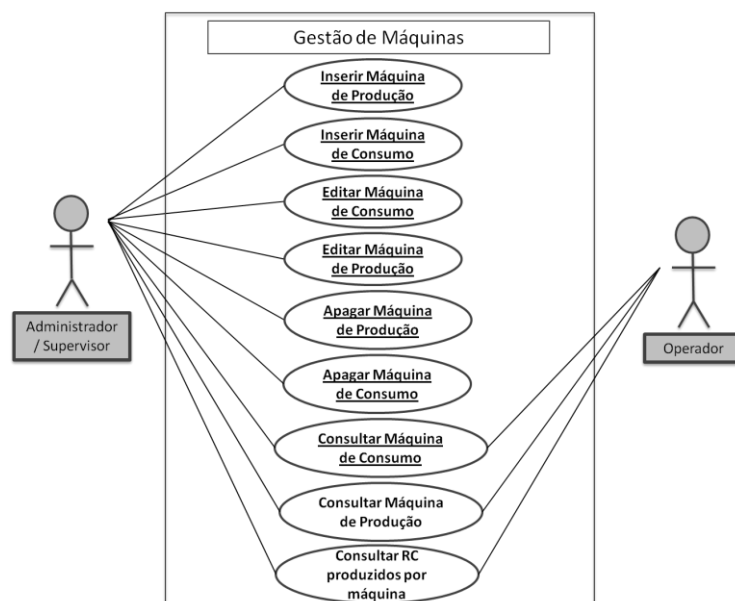 Gestão de Máquinas
Inserir Máquina
de Produção
Inserir Máquina
de Consumo
Editar Máquina
de Consumo
Editar Máquina
de Produção
Apagar Máquina
de Produção
Apagar Máquina
de Consumo
Consultar Máquina
de Consumo
Consultar Máquina
de Produção
Consultar RC
produzidos por
máquina
Administrador
/ Supervisor
Operador